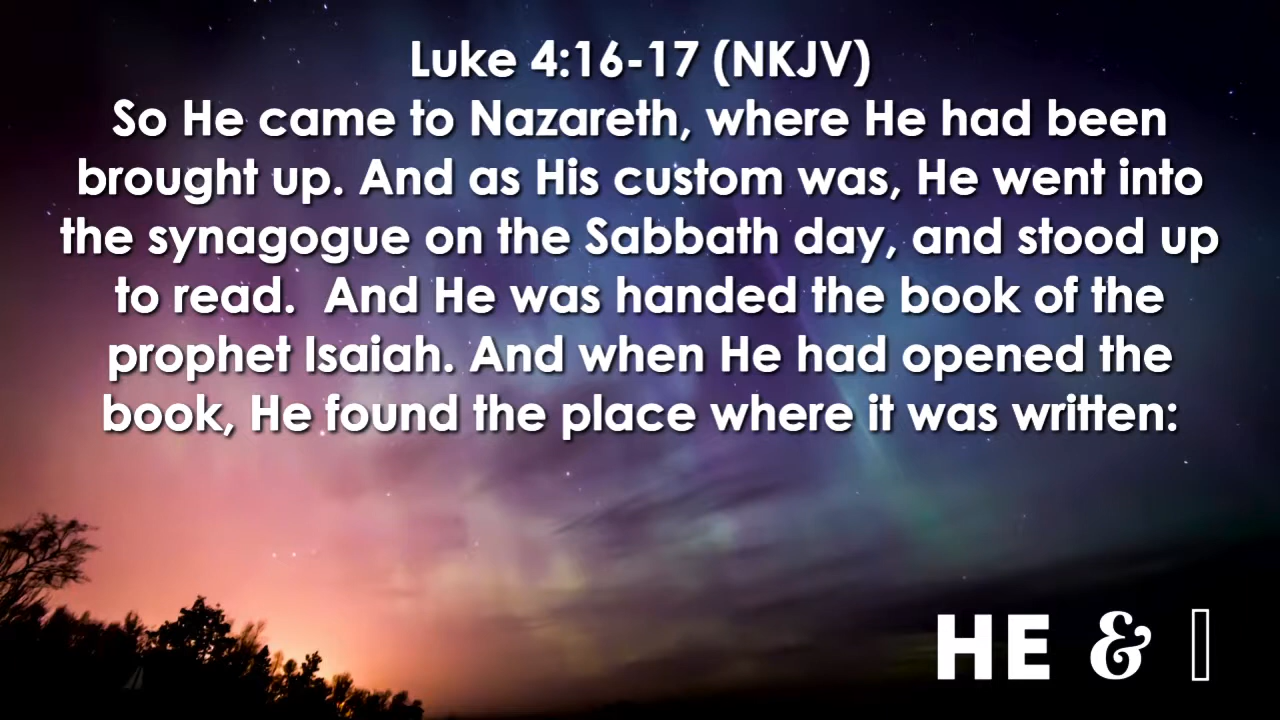 Luke 4:16-17 (NKJV)
So He came to Nazareth, where He had been
brought up. And as His custom was, He went into
the synagogue on the Sabbath day, and stood up
to read.  And He was handed the book of the
prophet Isaiah. And when He had opened the
book, He found the place where it was written:
HE & I